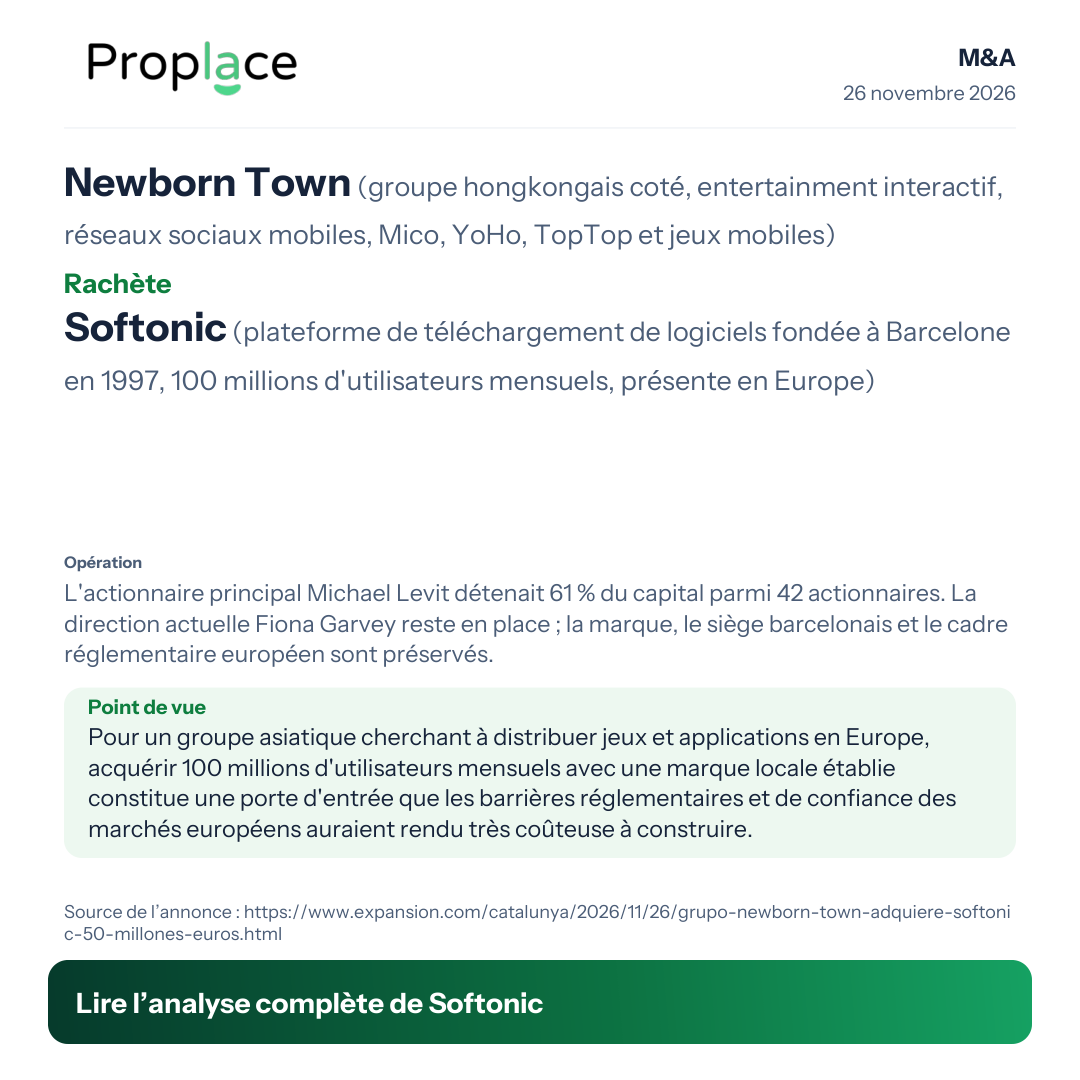 Proplace
M&A
26 novembre 2026
Newborn Town (groupe hongkongais coté, entertainment interactif,
réseaux sociaux mobiles, Mico, YoHo, TopTop et jeux mobiles)
Rachète
Softonic (plateforme de téléchargement de logiciels fondée à Barcelone
en 1997, 100 millions d'utilisateurs mensuels, présente en Europe)
Opération
L'actionnaire principal Michael Levit détenait 61 % du capital parmi 42 actionnaires. La
direction actuelle Fiona Garvey reste en place ; la marque, le siège barcelonais et le cadre
réglementaire européen sont préservés.
Point de vue
Pour un groupe asiatique cherchant à distribuer jeux et applications en Europe,
acquérir 100 millions d'utilisateurs mensuels avec une marque locale établie
constitue une porte d'entrée que les barrières réglementaires et de confiance des
marchés européens auraient rendu très coûteuse à construire.
Source de l’annonce : https://www.expansion.com/catalunya/2026/11/26/grupo-newborn-town-adquiere-softoni
c-50-millones-euros.html
Lire l’analyse complète de Softonic